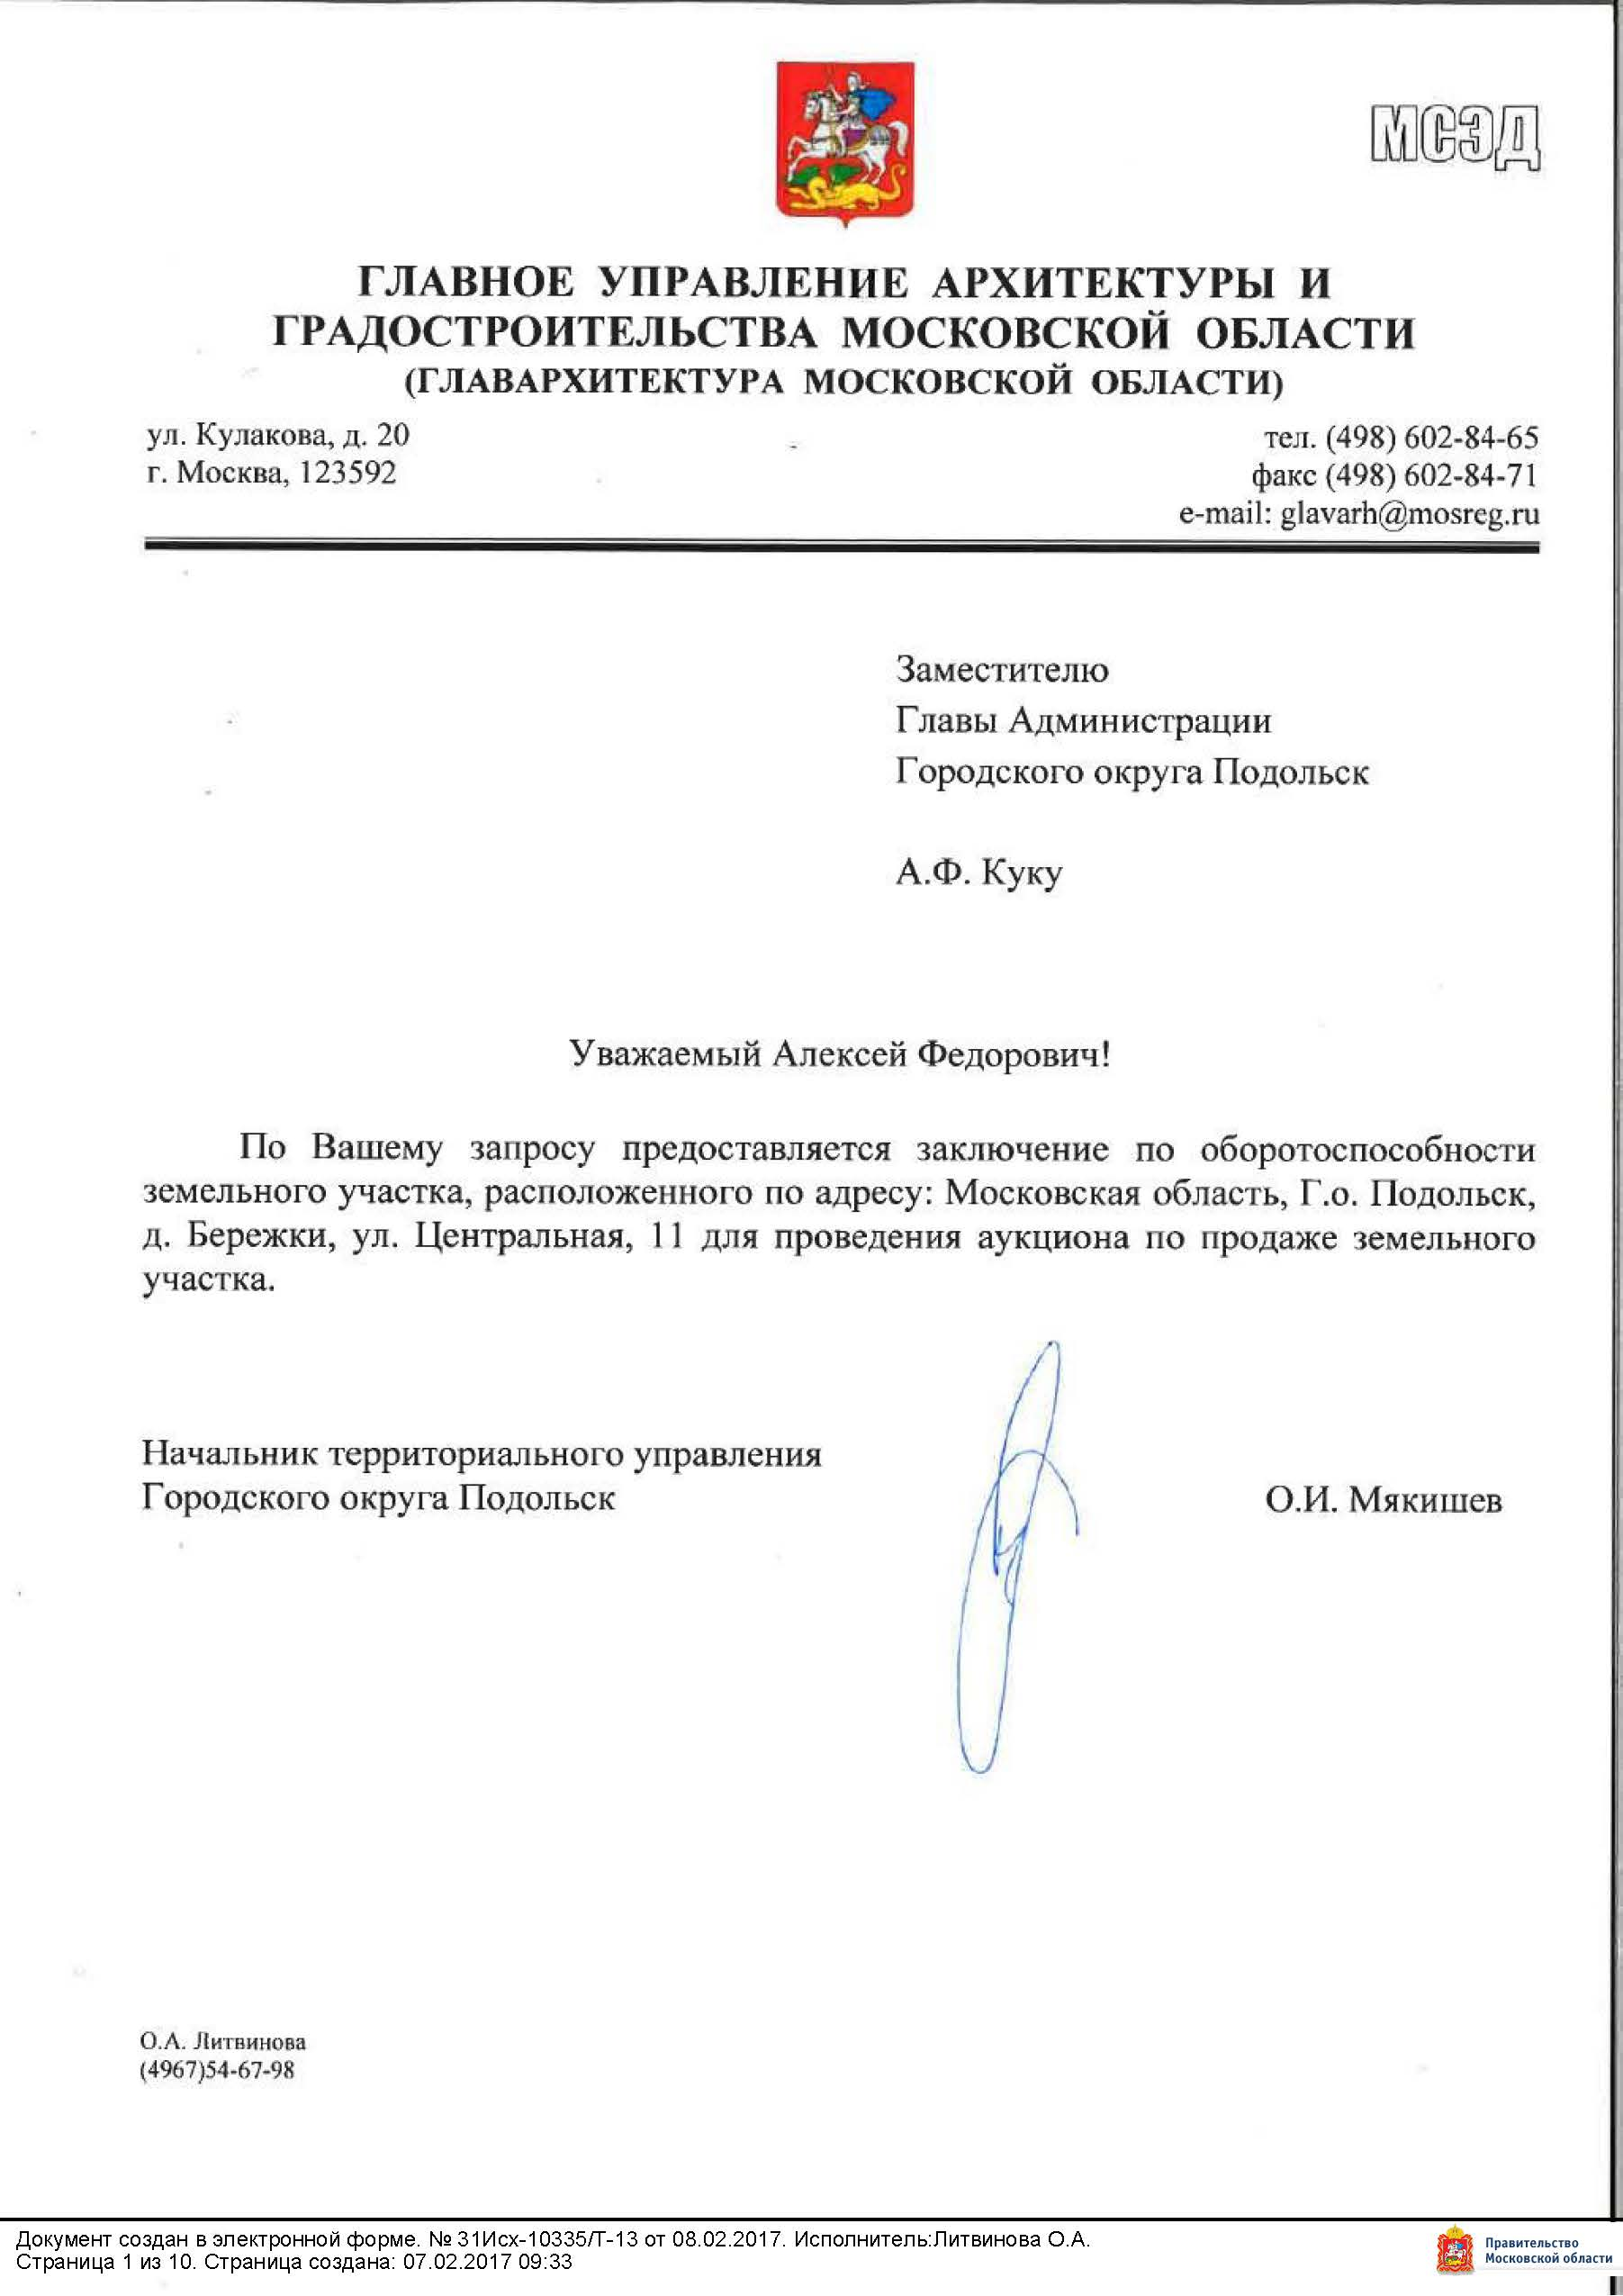 МСЭД
ГЛАВНОЕ УПРАВЛЕНИЕ АРХИТЕКТУРЫ И
ГРАДОСТРОИТЕЛЬСТВА МОСКОВСКОЙ ОБЛАСТИ
(ГЛАВАРХИТЕКТУРА МОСКОВСКОЙ ОБЛАСТИ)
ул. Кулакова, д. 20
г. Москва, 123592
тел. (498) 602-84-65
факс (498) 602-84-71
e-mail: glavarh@mosreg.ru
Заместителю
Главы Администрации
Городского округа Подольск
А.Ф. Куку
Уважаемый Алексей Федорович!
По Вашему запросу предоставляется заключение по оборотоспособности
земельного участка, расположенного по адресу: Московская область, Г.о. Подольск,
д. Бережки, ул. Центральная, 11 для проведения аукциона по продаже земельного
участка.
Начальник территориального управления
Городского округа Подольск
О.И. Мякишев
О.А. Литвинова
(4967)54-67-98
Документ создан в электронной форме. № 31Исх-10335/Т-13 от 08.02.2017. Исполнитель:Литвинова О.А.
Страница 1 из 10. Страница создана: 07.02.2017 09:33
Правительство
Московской области